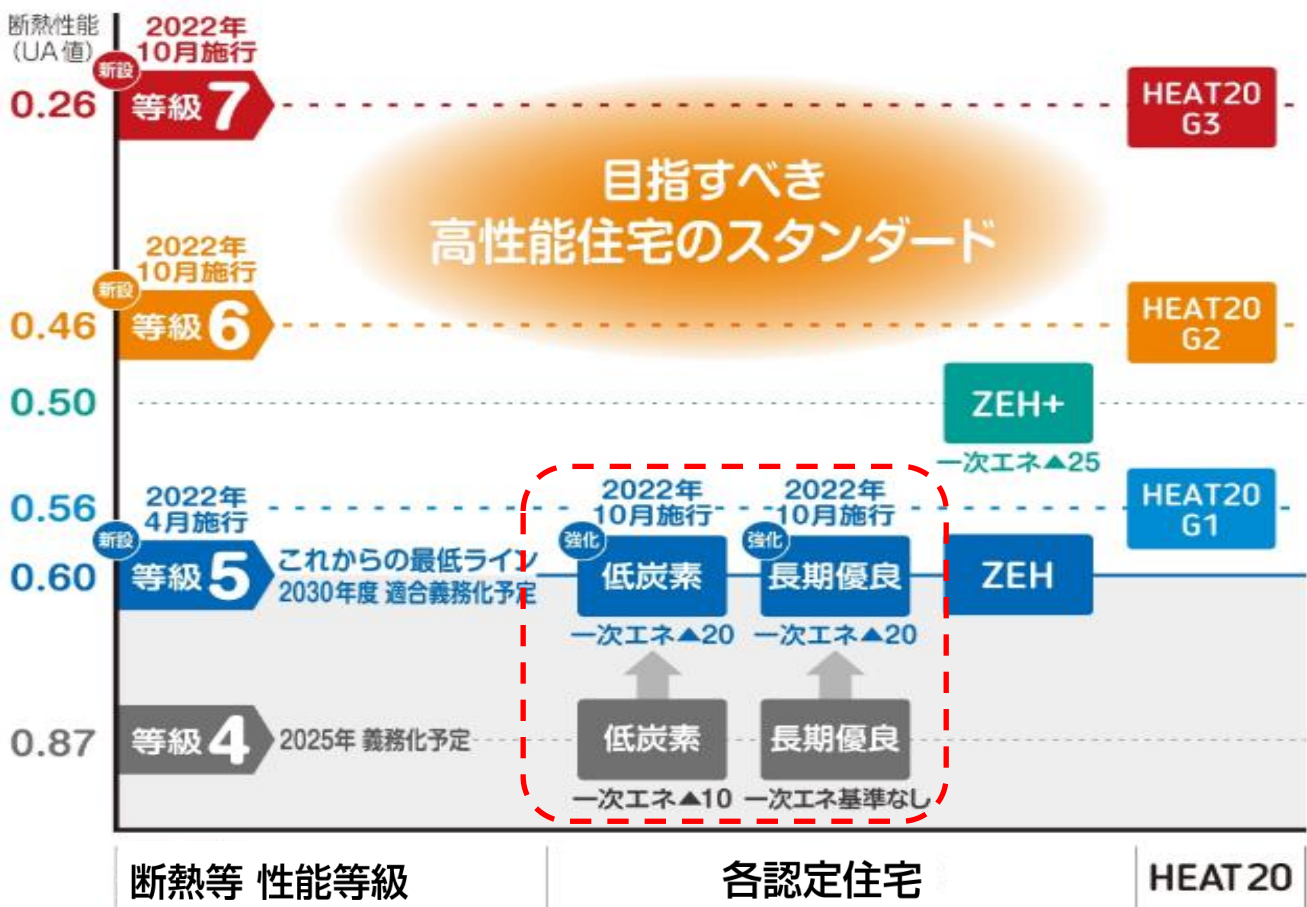 断熱性能
(UA値)
2022年
10月施行
新設
0.26
等級7
HEAT20
G3
目指すべき
高性能住宅のスタンダード
2022年
10月施行
新設
0.46
等級6
HEAT20
G2
0.50
ZEH+
一次エネ▲25
0.56
2022年
4月施行
2022年
10月施行
2022年
10月施行
HEAT20
G1
新設
0.60
等級5
これからの最低ライン
2030年度 適合義務化予定
強化
低炭素
強化
長期優良
ZEH
一次エネ▲20
一次エネ▲20
0.87
等級4
2025年 義務化予定
低炭素
長期優良
一次エネ▲10
一次エネ基準なし
断熱等 性能等級
各認定住宅
HEAT20